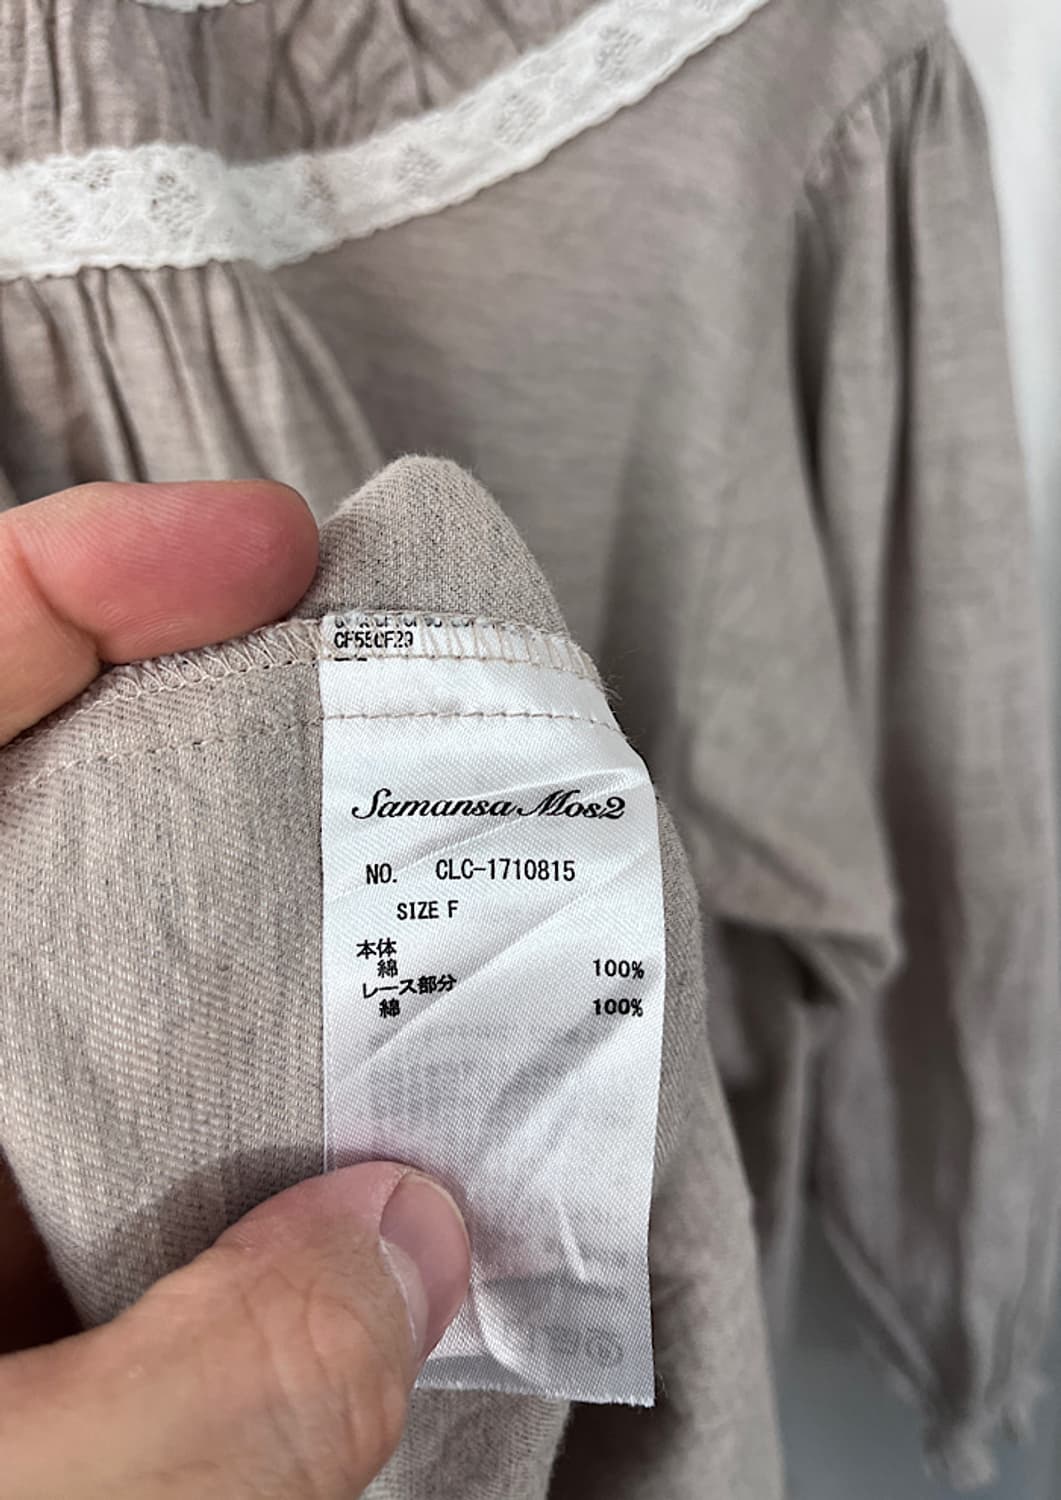 CF55CF29
Samansa Mos2
NO. CLC-1710815
SIZE F
本体
綿 100%
レース部分
綿 100%